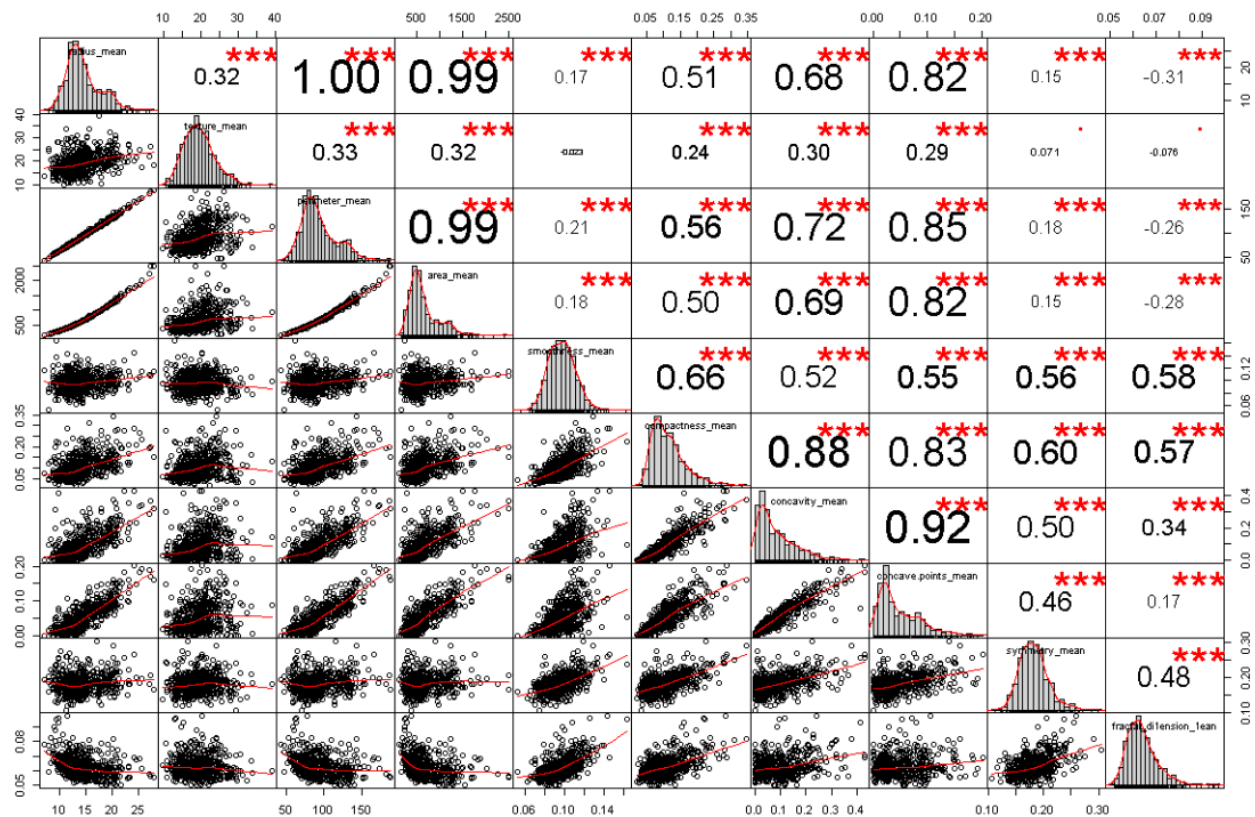 10 20 30 40 500 1500 2500 0.05 0.15 0.25 0.35 0.00 0.10 0.20 0.05 0.07 0.09
radius_mean *** 0.32 *** 1.00 *** 0.99 *** 0.17 *** 0.51 *** 0.68 *** 0.82 *** 0.15 *** -0.31 10 20
10 20 30 40 texture_mean *** 0.33 *** 0.32 -0.023 *** 0.24 *** 0.30 *** 0.29 0.071 -0.076
perimeter_mean *** 0.99 *** 0.21 *** 0.56 *** 0.72 *** 0.85 *** 0.18 *** -0.26 50 150
500 2000 area_mean *** 0.18 *** 0.50 *** 0.69 *** 0.82 *** 0.15 *** -0.28
smoothness_mean *** 0.66 *** 0.52 *** 0.55 *** 0.56 *** 0.58 0.06 0.12
0.05 0.20 0.35 compactness_mean *** 0.88 *** 0.83 *** 0.60 *** 0.57
concavity_mean *** 0.92 *** 0.50 *** 0.34 0.0 0.2 0.4
0.00 0.10 0.20 concave.points_mean *** 0.46 *** 0.17
symmetry_mean *** 0.48 0.10 0.20 0.30
0.05 0.08 fractal_di1ension_1ean
10 15 20 25 50 100 150 0.06 0.10 0.14 0.0 0.1 0.2 0.3 0.4 0.10 0.20 0.30